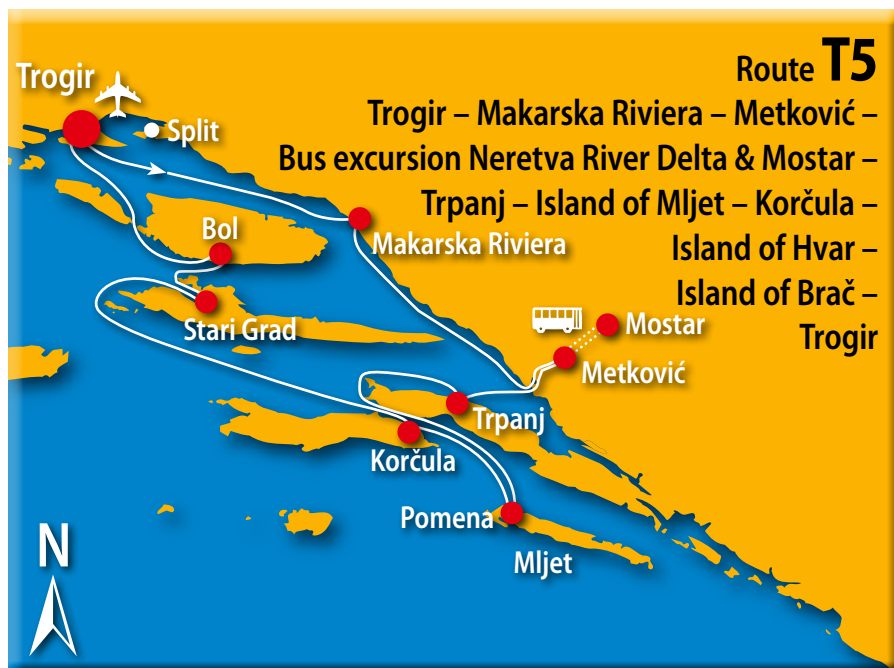 Route T5
Trogir – Makarska Riviera – Metković –
Bus excursion Neretva River Delta & Mostar –
Trpanj – Island of Mljet – Korčula –
Island of Hvar –
Island of Brač –
Trogir
Trogir
Split
Bol
Makarska Riviera
Stari Grad
Mostar
Metković
Trpanj
Korčula
Pomena
Mljet
N